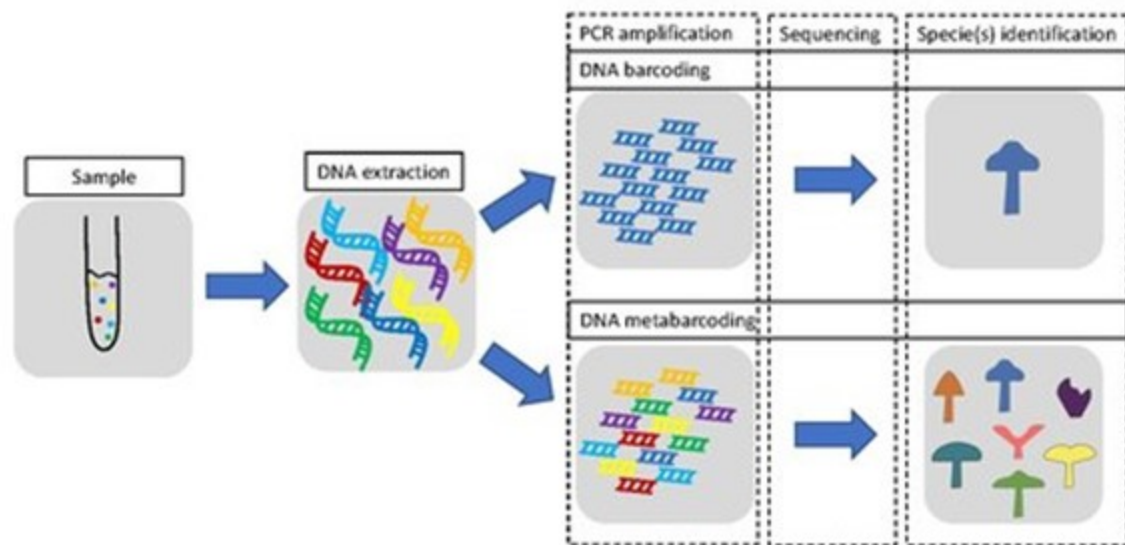 PCR amplification
Sequencing
Specie(s) identification
DNA barcoding
Sample
DNA extraction
DNA metabarcoding